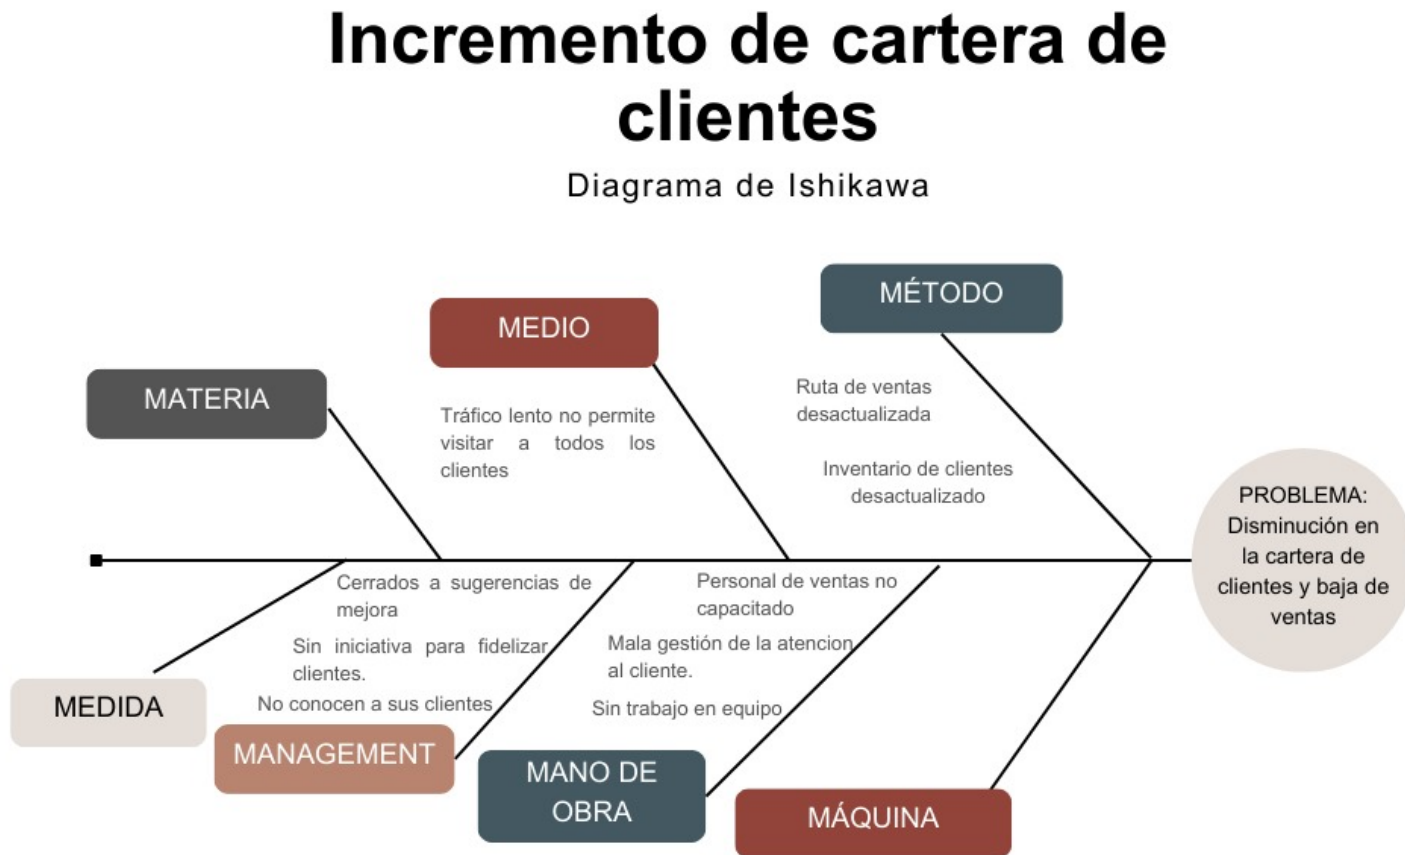 Incremento de cartera de
clientes
Diagrama de Ishikawa
MÉTODO
MEDIO
MATERIA
Ruta de ventas
desactualizada
Tráfico lento no permite
visitar a todos los
clientes
Inventario de clientes
desactualizado
PROBLEMA:
Disminución en
la cartera de
clientes y baja de
ventas
Cerrados a sugerencias de
mejora
Sin iniciativa para fidelizar
clientes.
No conocen a sus clientes
Personal de ventas no
capacitado
Mala gestión de la atencion
al cliente.
Sin trabajo en equipo
MEDIDA
MANAGEMENT
MANO DE
OBRA
MÁQUINA